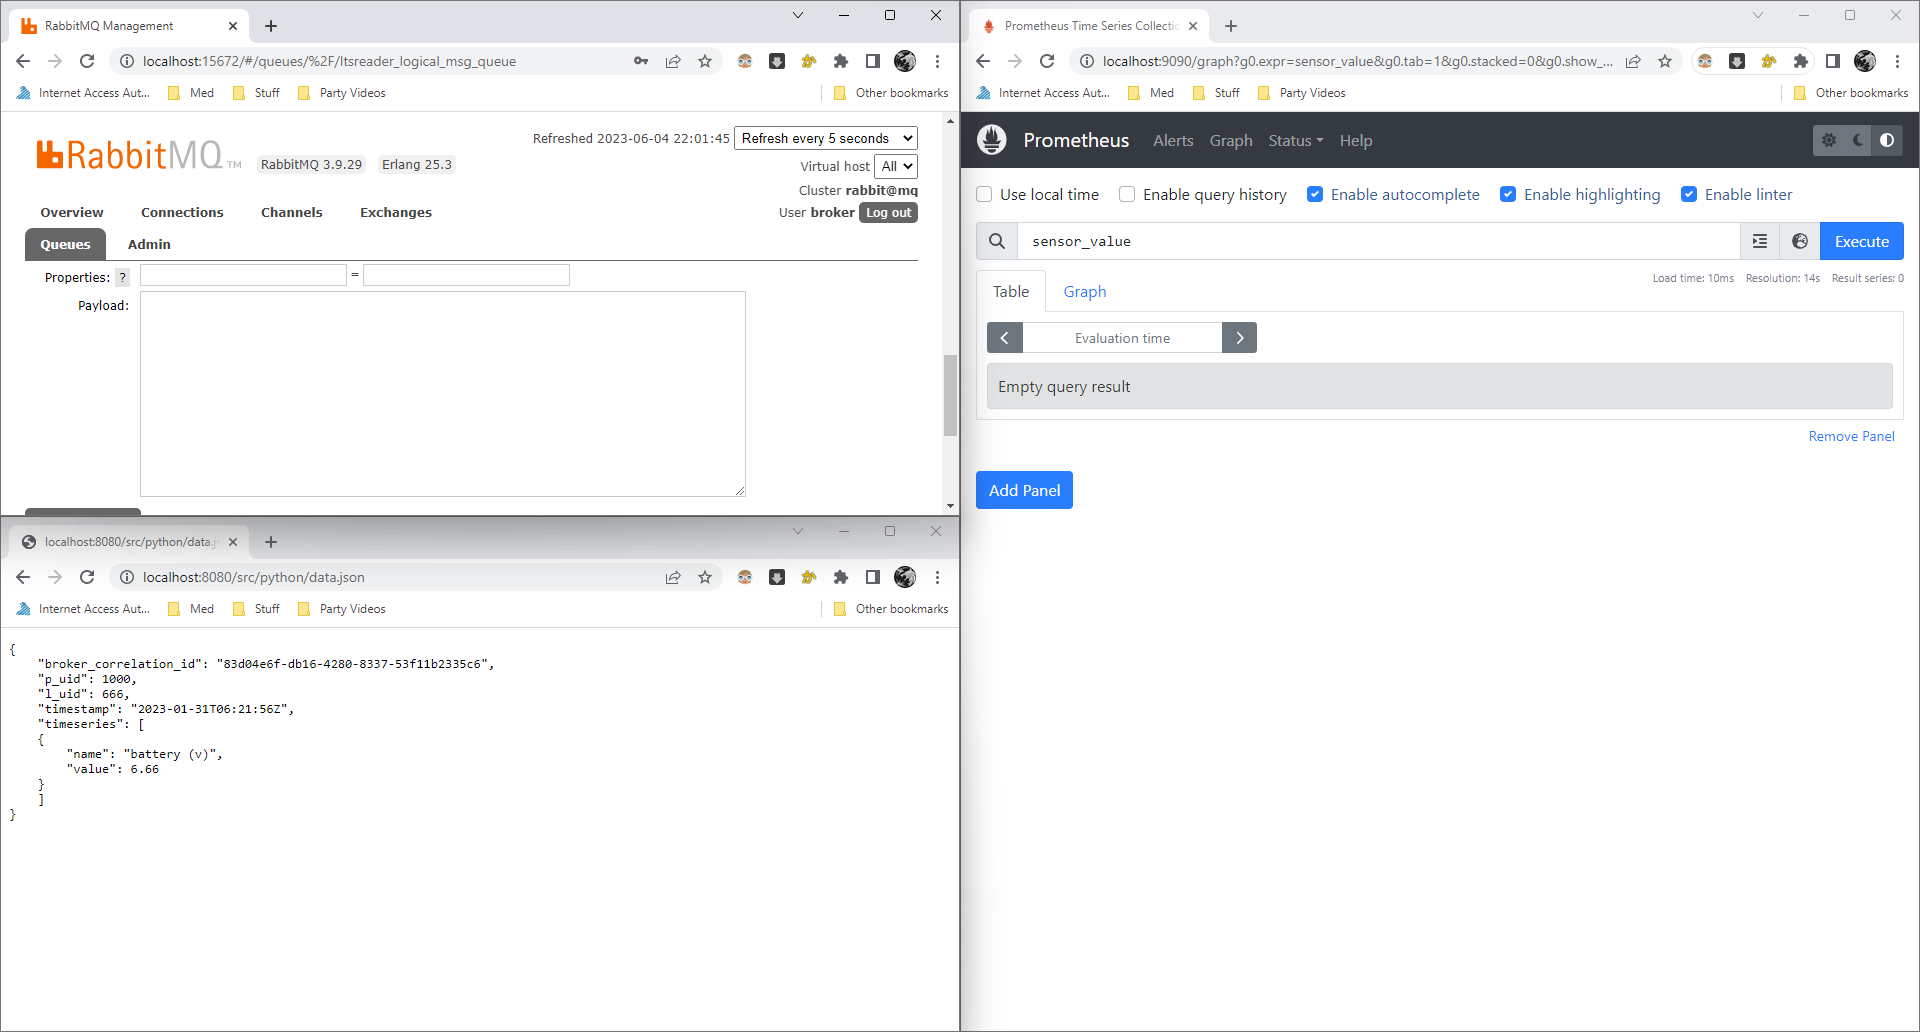 RabbitMQ Management
localhost:15672/#/queues/%2F/ltsreader_logical_msg_queue
Internet Access Aut... Med Stuff Party Videos Other bookmarks
Refreshed 2023-06-04 22:01:45 Refresh every 5 seconds
RabbitMQ TM RabbitMQ 3.9.29 Erlang 25.3
Virtual host All
Cluster rabbit@mq
User broker Log out
Overview Connections Channels Exchanges
Queues Admin
Properties: ? =
Payload:
localhost:8080/src/python/data.js
localhost:8080/src/python/data.json
Internet Access Aut... Med Stuff Party Videos Other bookmarks
{
"broker_correlation_id": "83d04e6f-db16-4280-8337-53f11b2335c6",
"p_uid": 1000,
"l_uid": 666,
"timestamp": "2023-01-31T06:21:56Z",
"timeseries": [
{
"name": "battery (v)",
"value": 6.66
}
]
}
Prometheus Time Series Collectio
localhost:9090/graph?g0.expr=sensor_value&g0.tab=1&g0.stacked=0&g0.show_...
Internet Access Aut... Med Stuff Party Videos Other bookmarks
Prometheus Alerts Graph Status Help
Use local time Enable query history Enable autocomplete Enable highlighting Enable linter
sensor_value Execute
Load time: 10ms Resolution: 14s Result series: 0
Table Graph
Evaluation time
Empty query result
Remove Panel
Add Panel